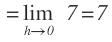 = lim 7 = 7
h→0